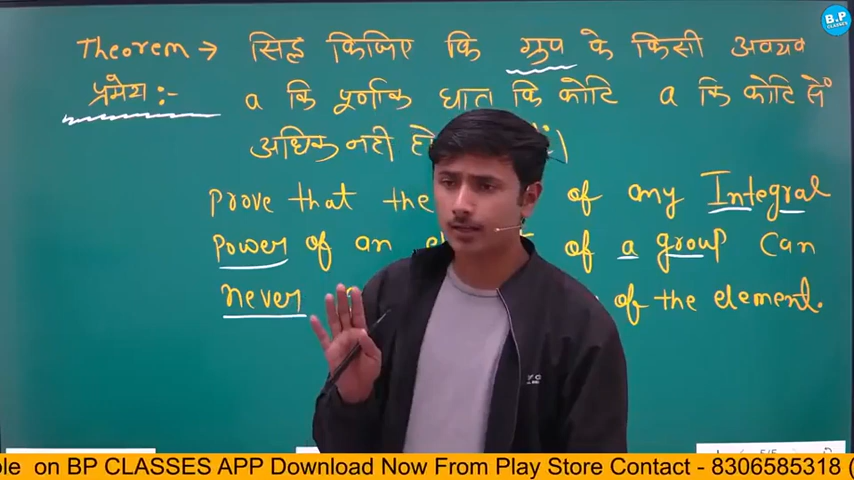 B.P
CLASSES
Theorem → सिद्ध किजिए कि ग्रुप के किसी अवयव
प्रमेय :- a कि पूर्णांक घात कि कोटि a कि कोटि से
अधिक नही
Prove that the of any Integral
Power of an of a group Can
never of the element.
on BP CLASSES APP Download Now From Play Store Contact - 8306585318 (